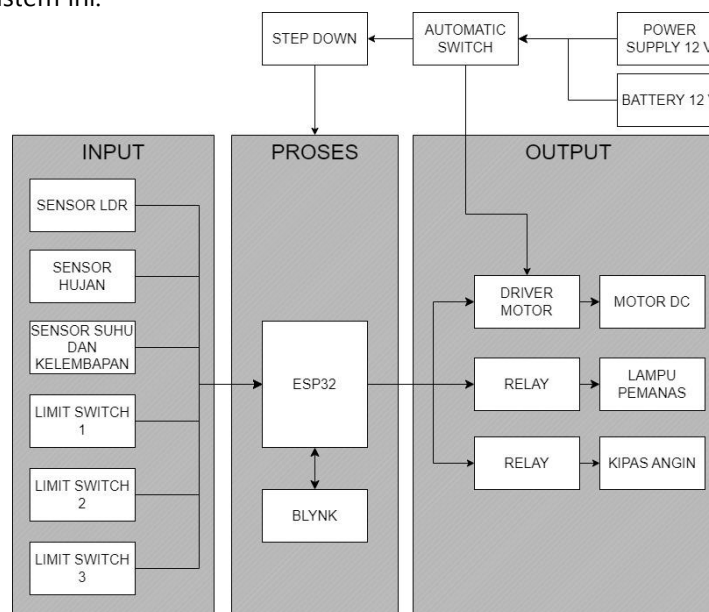 sistem ini.
STEP DOWN
AUTOMATIC
SWITCH
POWER
SUPPLY 12 V
BATTERY 12 V
INPUT
PROSES
OUTPUT
SENSOR LDR
SENSOR
HUJAN
SENSOR SUHU
DAN
KELEMBAPAN
LIMIT SWITCH
1
LIMIT SWITCH
2
LIMIT SWITCH
3
ESP32
BLYNK
DRIVER
MOTOR
MOTOR DC
RELAY
LAMPU
PEMANAS
RELAY
KIPAS ANGIN